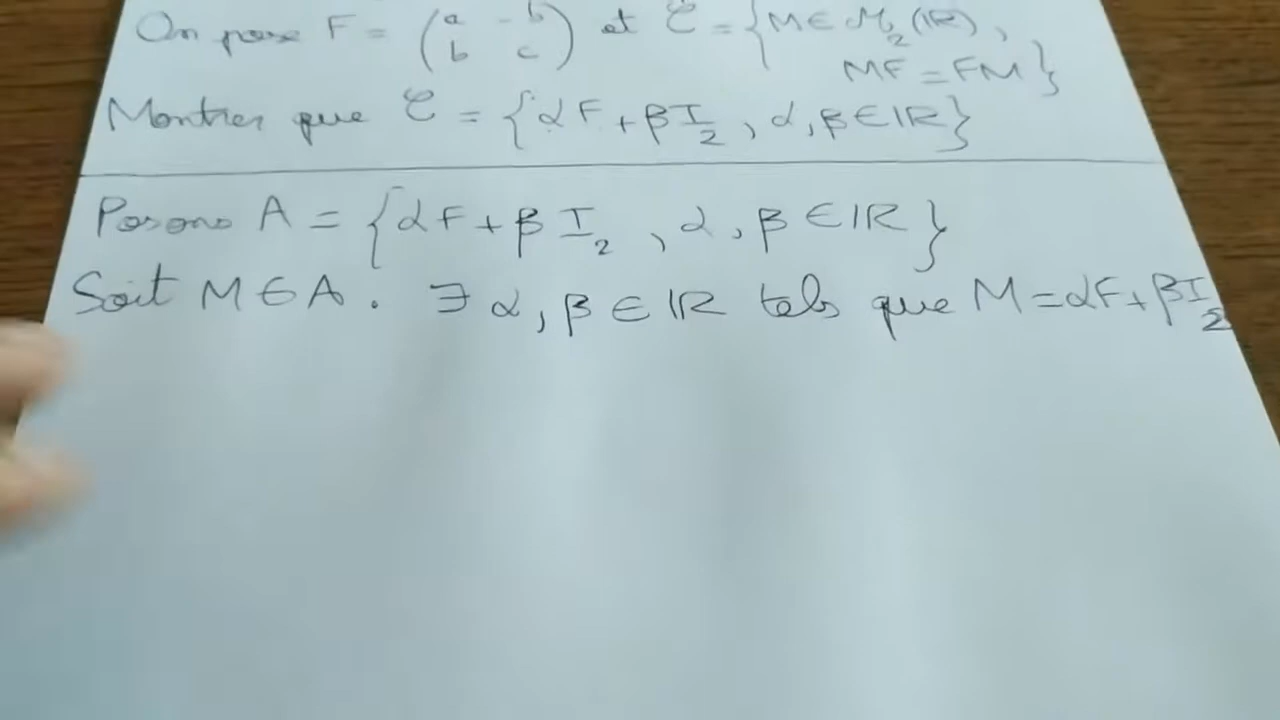 On pose F = (a -b b c) et C = {M ∈ M₂(IR),
MF = FM}
Montrer que C = {αF + βI₂, α, β ∈ IR}
Posons A = {αF + βI₂, α, β ∈ IR}
Soit M ∈ A. ∃ α, β ∈ IR tels que M = αF + βI₂